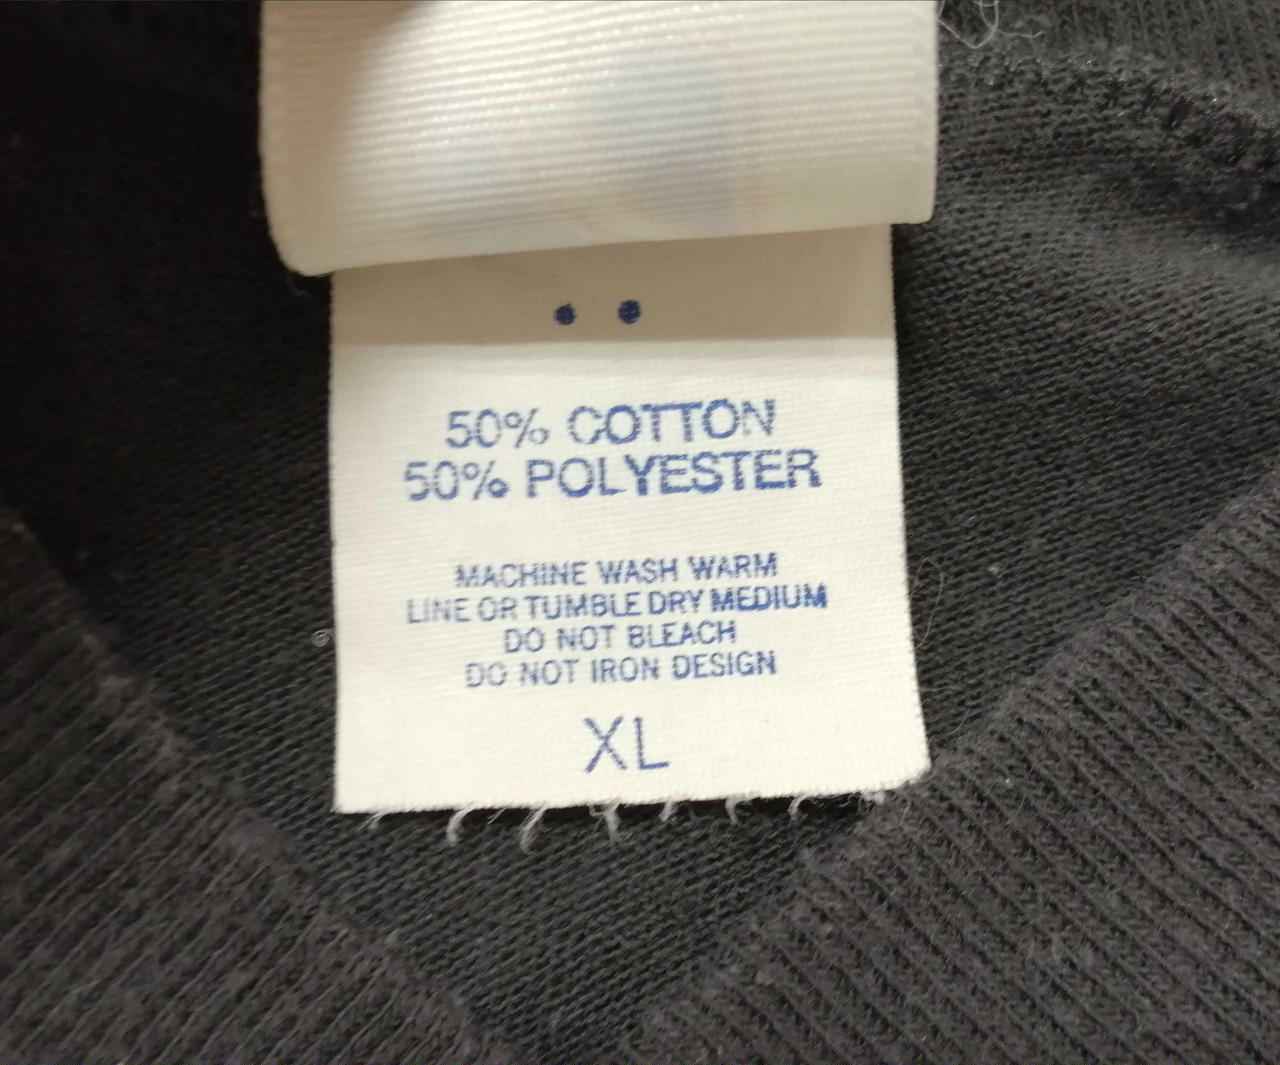 50% COTTON
50% POLYESTER
MACHINE WASH WARM
LINE OR TUMBLE DRY MEDIUM
DO NOT BLEACH
DO NOT IRON DESIGN
XL